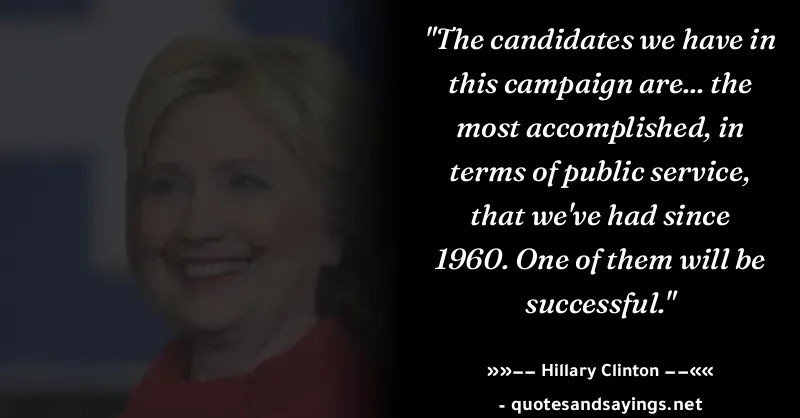 "The candidates we have in
this campaign are... the
most accomplished, in
terms of public service,
that we've had since
1960. One of them will be
successful."
»»–– Hillary Clinton ––««
- quotesandsayings.net